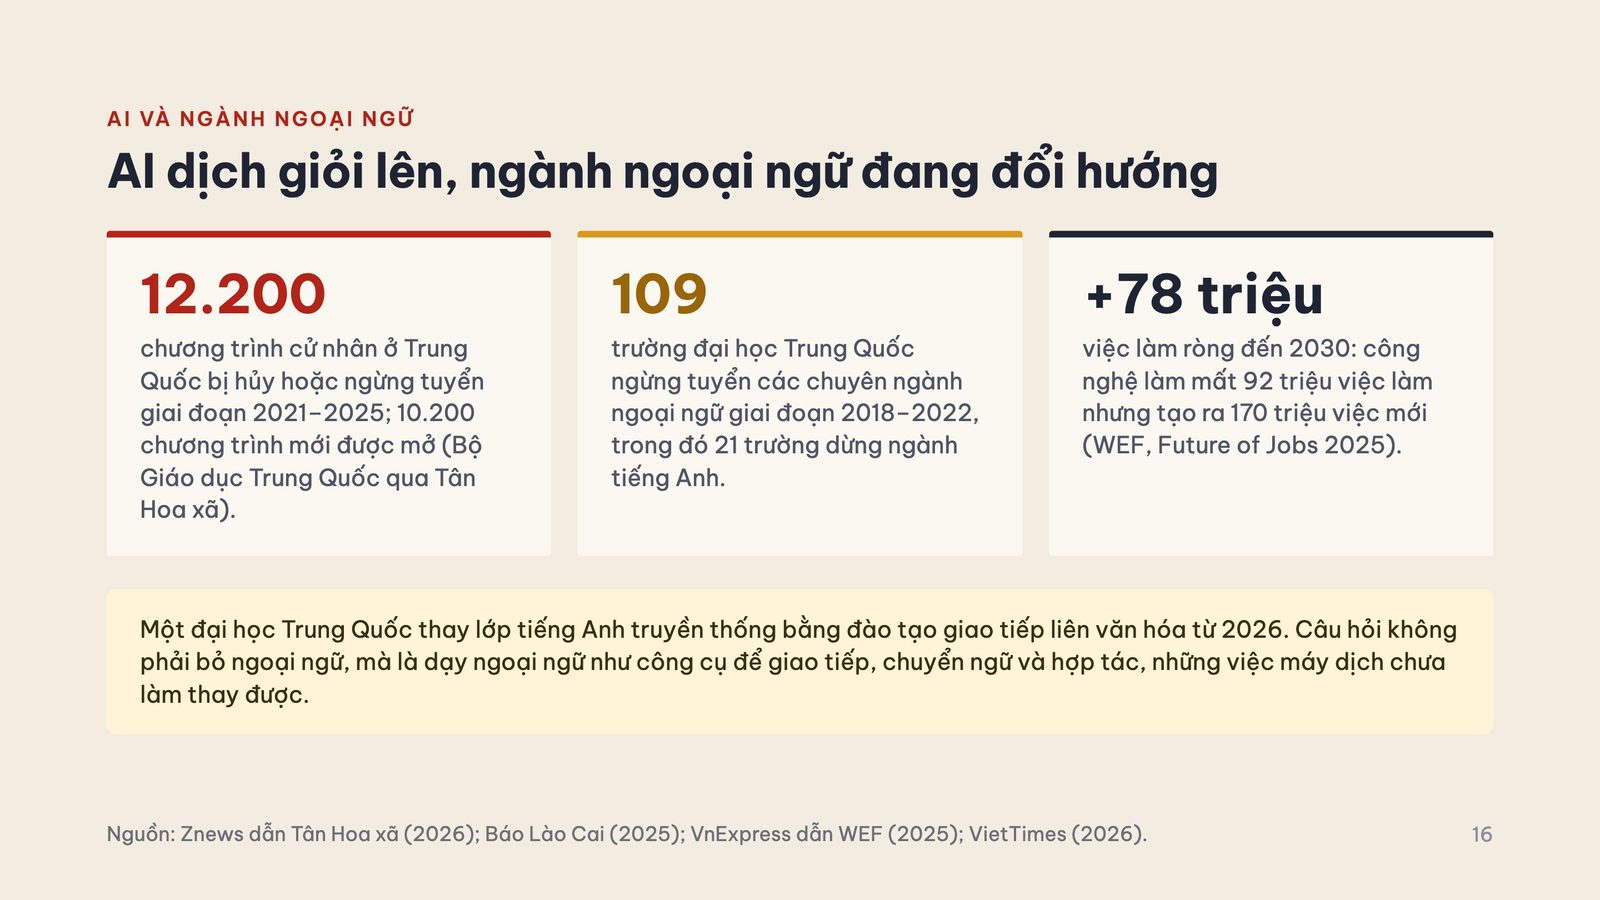 AI VÀ NGÀNH NGOẠI NGỮ
AI dịch giỏi lên, ngành ngoại ngữ đang đổi hướng
12.200
chương trình cử nhân ở Trung
Quốc bị hủy hoặc ngừng tuyển
giai đoạn 2021–2025; 10.200
chương trình mới được mở (Bộ
Giáo dục Trung Quốc qua Tân
Hoa xã).
109
trường đại học Trung Quốc
ngừng tuyển các chuyên ngành
ngoại ngữ giai đoạn 2018–2022,
trong đó 21 trường dừng ngành
tiếng Anh.
+78 triệu
việc làm ròng đến 2030: công
nghệ làm mất 92 triệu việc làm
nhưng tạo ra 170 triệu việc mới
(WEF, Future of Jobs 2025).
Một đại học Trung Quốc thay lớp tiếng Anh truyền thống bằng đào tạo giao tiếp liên văn hóa từ 2026. Câu hỏi không
phải bỏ ngoại ngữ, mà là dạy ngoại ngữ như công cụ để giao tiếp, chuyển ngữ và hợp tác, những việc máy dịch chưa
làm thay được.
Nguồn: Znews dẫn Tân Hoa xã (2026); Báo Lào Cai (2025); VnExpress dẫn WEF (2025); VietTimes (2026).
16